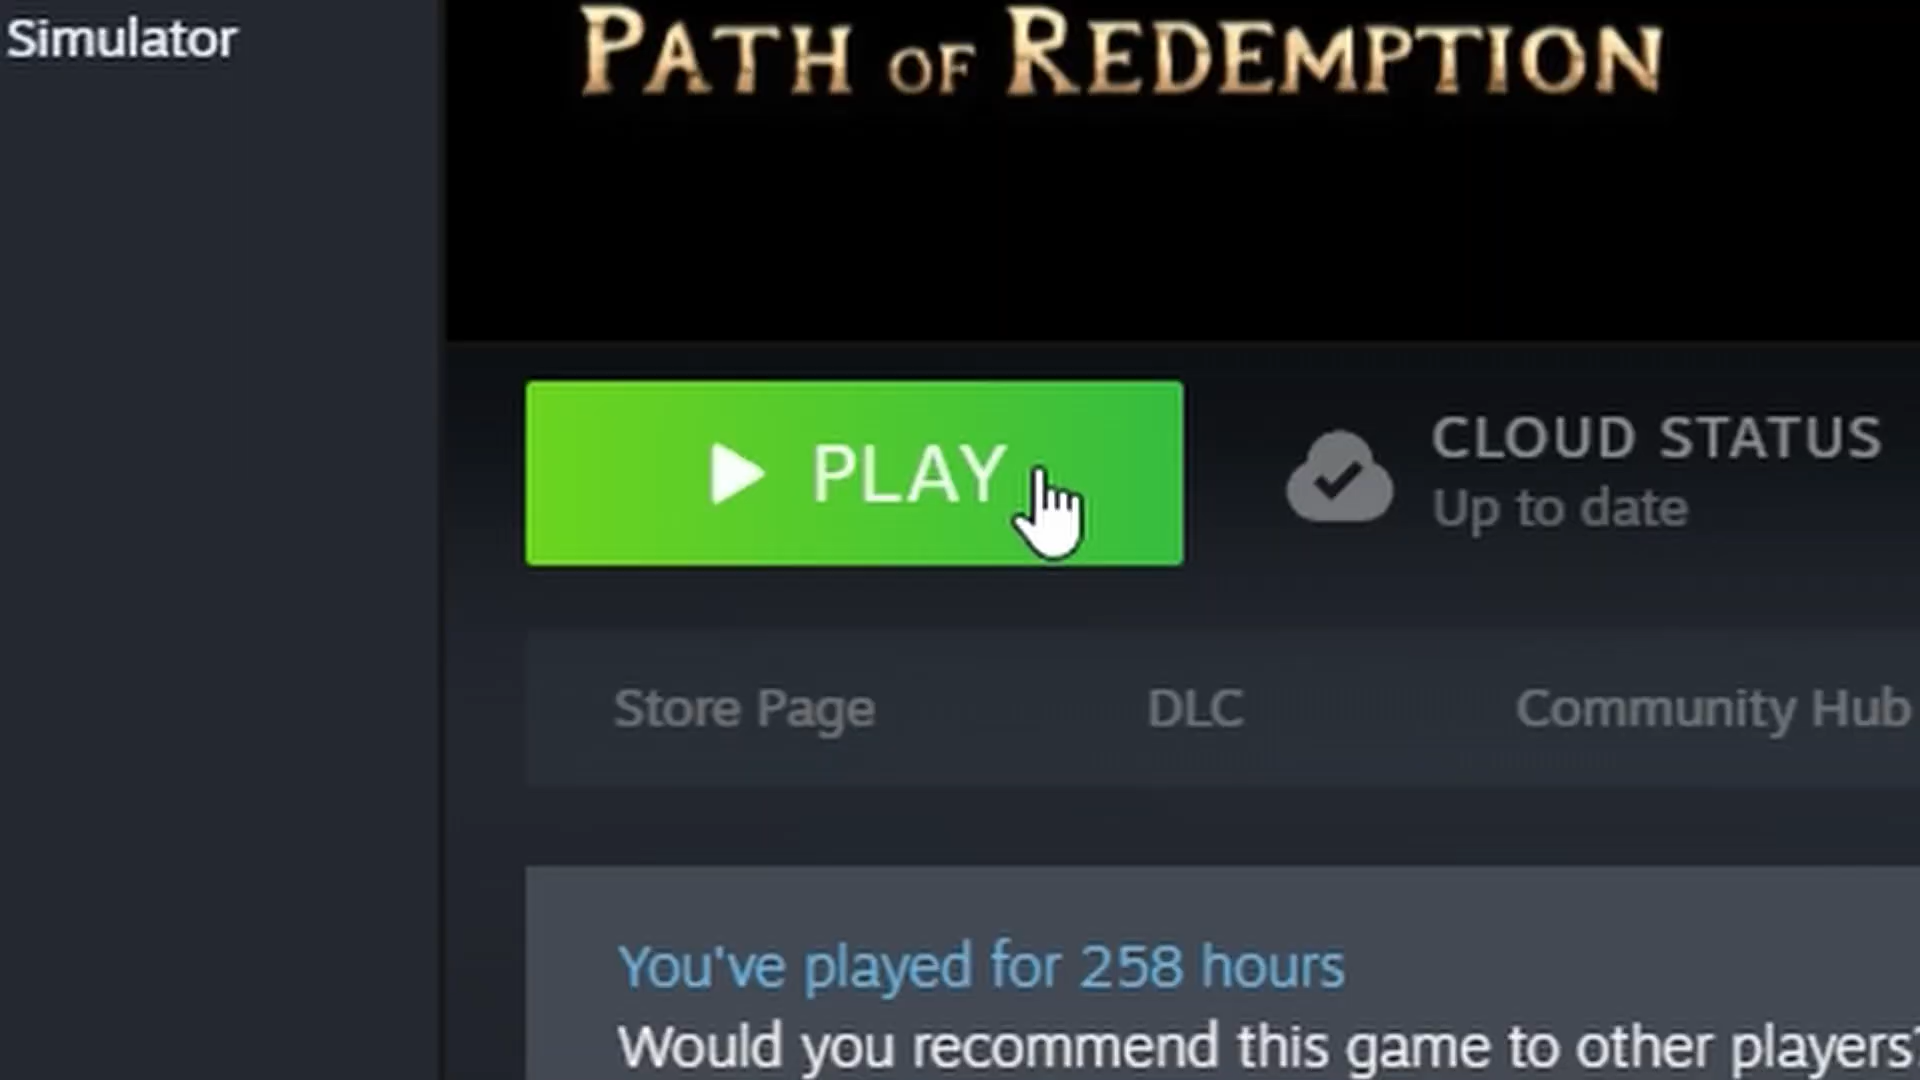 Simulator
PATH OF REDEMPTION
PLAY
CLOUD STATUS
Up to date
Store Page
DLC
Community Hub
You've played for 258 hours
Would you recommend this game to other players?